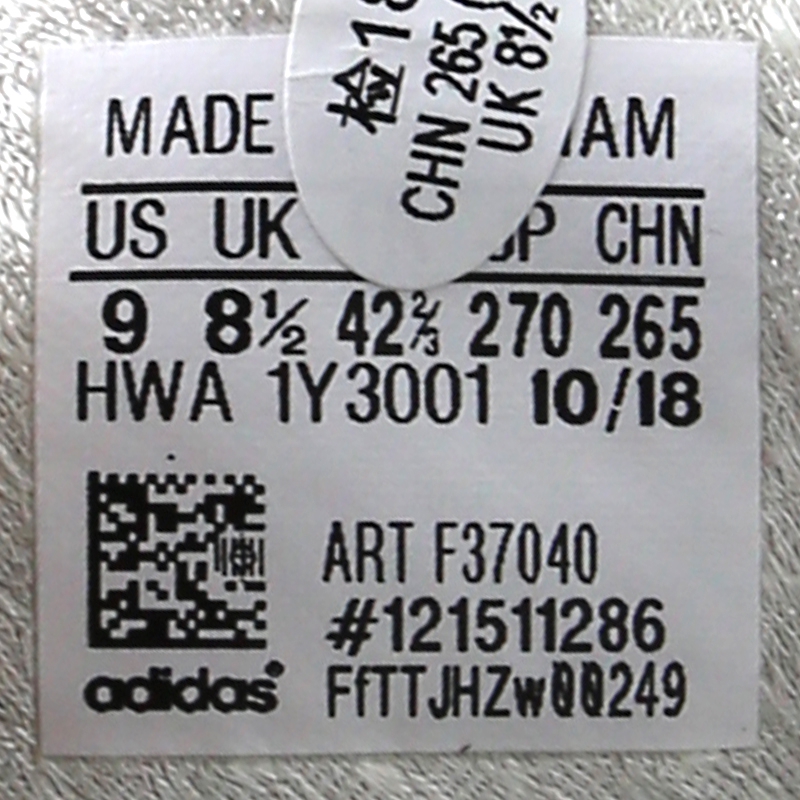 检 18
CHN 265
UK 8½
MADE
US UK CHN
9 8½ 42⅔ 270 265
HWA 1Y3001 10/18
ART F37040
#121511286
adidas FfTTJHZw00249